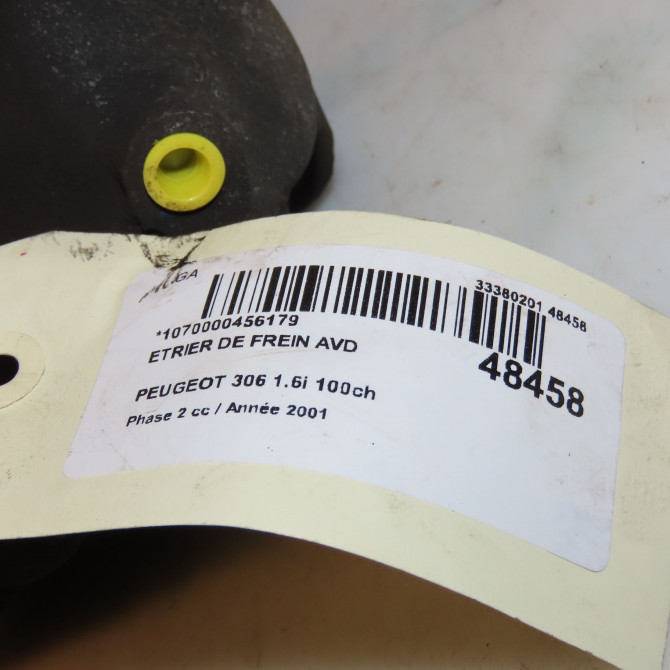 33380201 48458
*1070000456179
ETRIER DE FREIN AVD
48458
PEUGEOT 306 1.6i 100ch
Phase 2 cc / Année 2001